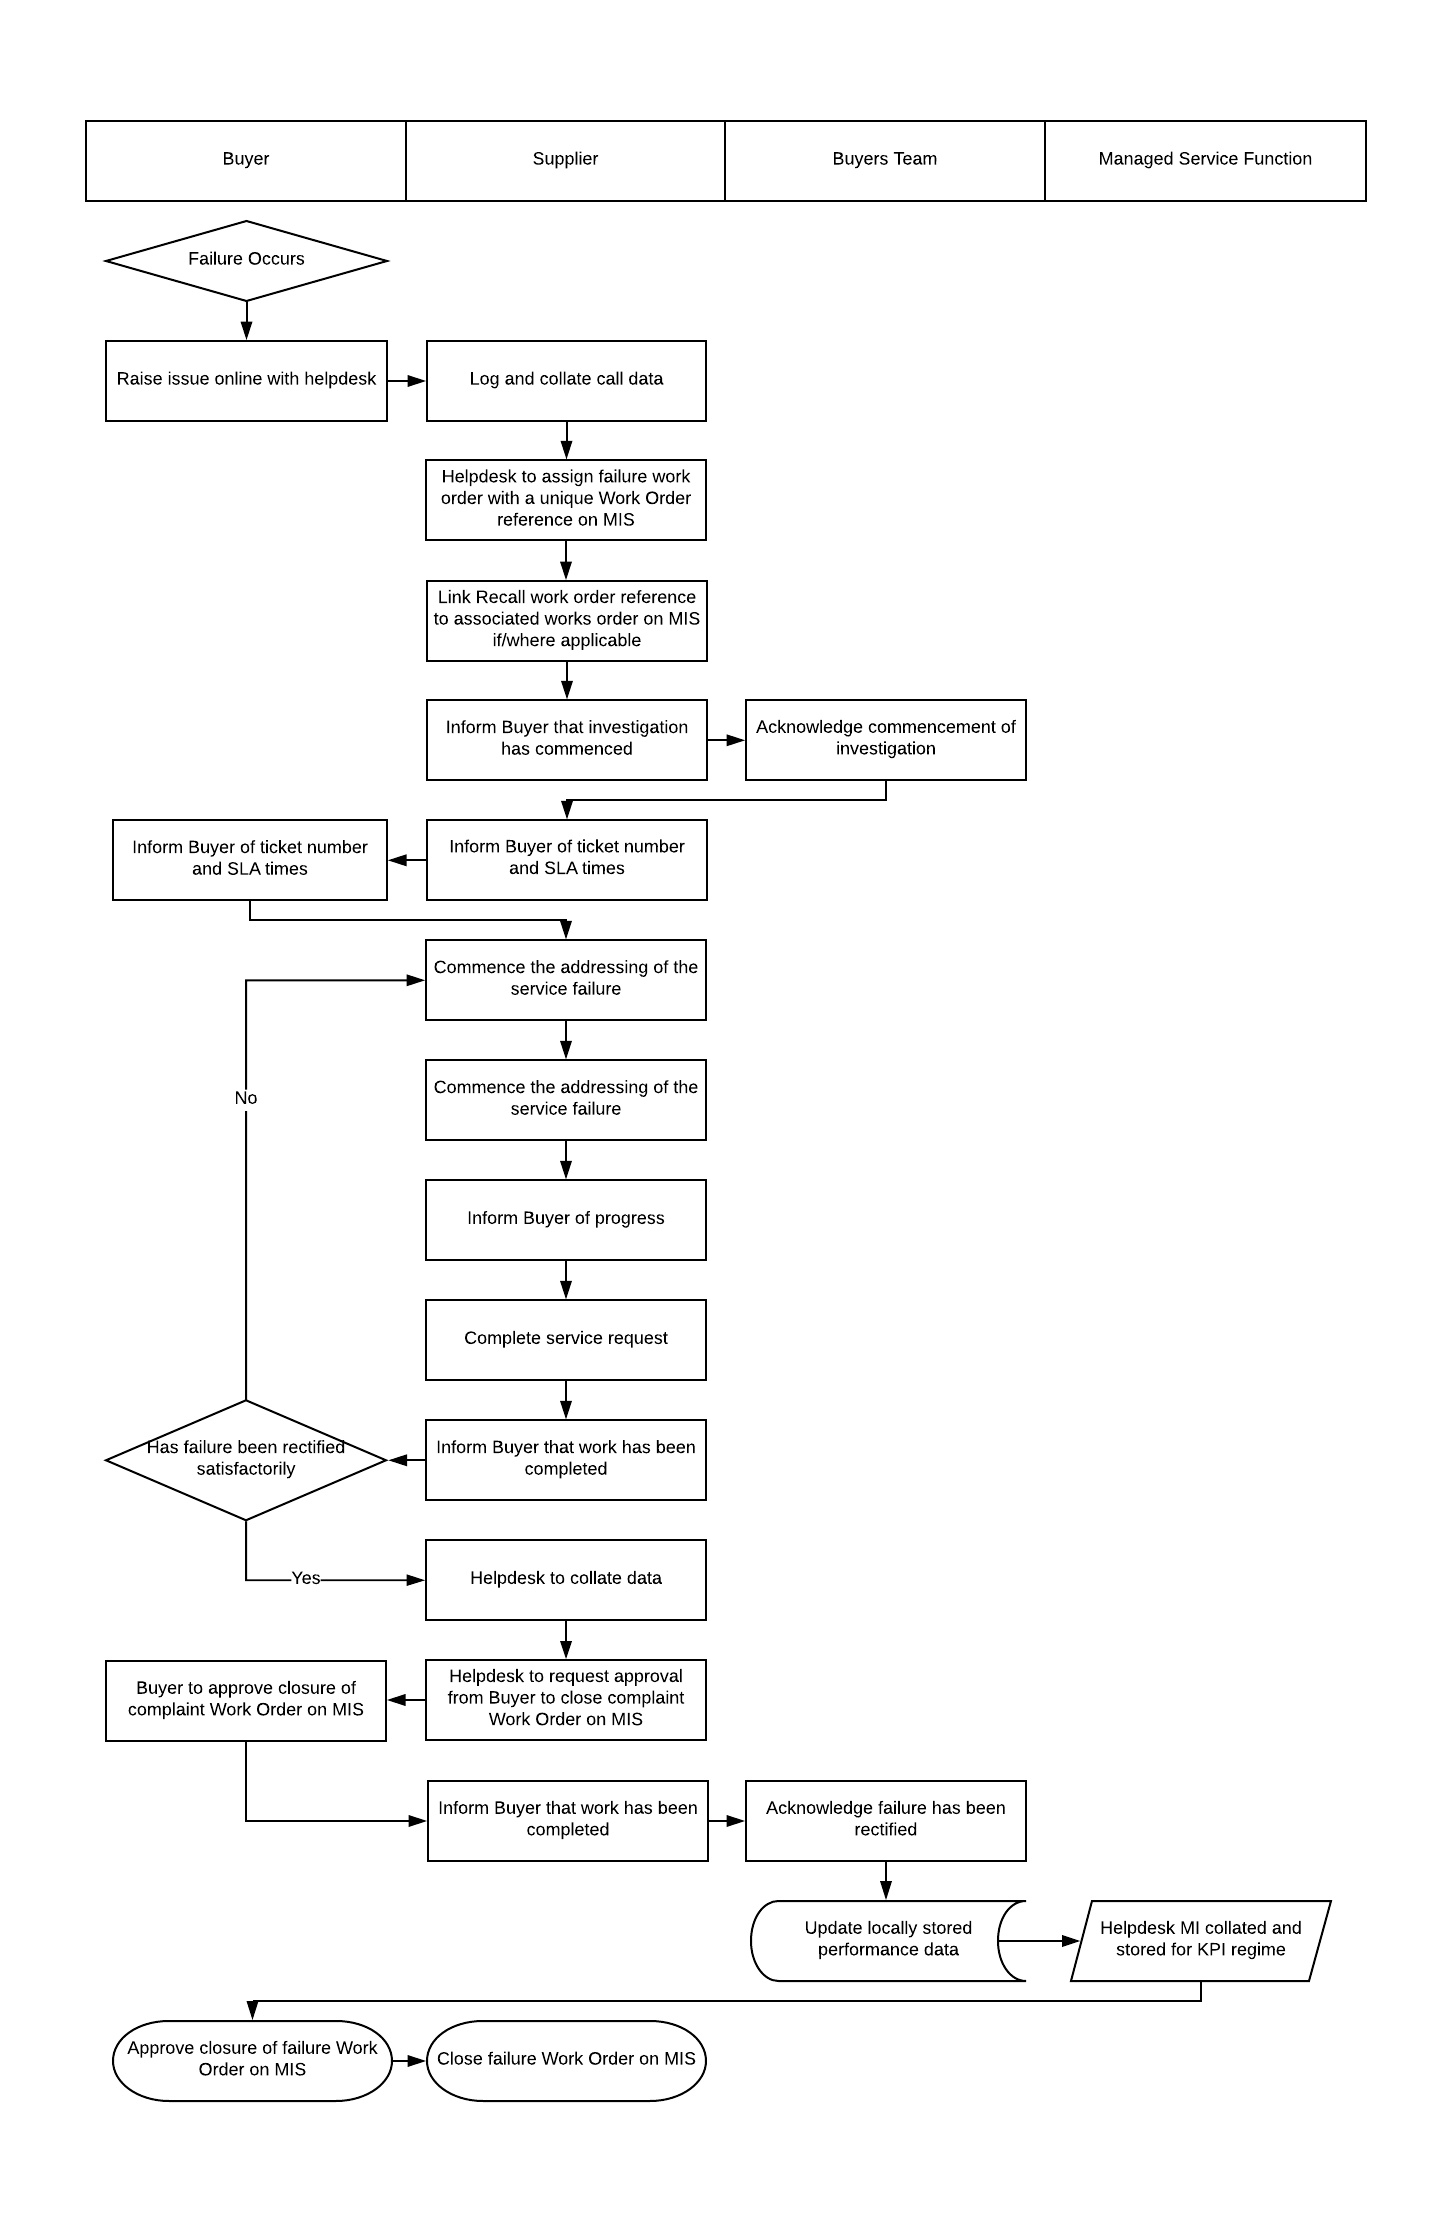 Buyer
Supplier
Buyers Team
Managed Service Function
Failure Occurs
Raise issue online with helpdesk
Log and collate call data
Helpdesk to assign failure work
order with a unique Work Order
reference on MIS
Link Recall work order reference
to associated works order on MIS
if/where applicable
Inform Buyer that investigation
has commenced
Acknowledge commencement of
investigation
Inform Buyer of ticket number
and SLA times
Inform Buyer of ticket number
and SLA times
Commence the addressing of the
service failure
No
Commence the addressing of the
service failure
Inform Buyer of progress
Complete service request
Has failure been rectified
satisfactorily
Inform Buyer that work has been
completed
Yes
Helpdesk to collate data
Buyer to approve closure of
complaint Work Order on MIS
Helpdesk to request approval
from Buyer to close complaint
Work Order on MIS
Inform Buyer that work has been
completed
Acknowledge failure has been
rectified
Update locally stored
performance data
Helpdesk MI collated and
stored for KPI regime
Approve closure of failure Work
Order on MIS
Close failure Work Order on MIS